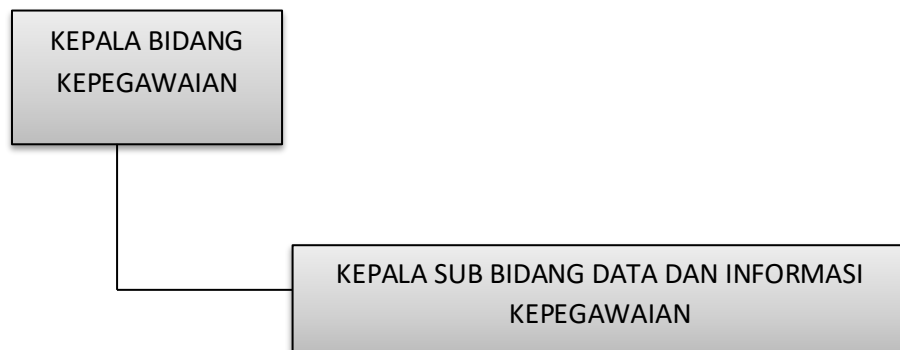 KEPALA BIDANG
KEPEGAWAIAN
KEPALA SUB BIDANG DATA DAN INFORMASI
KEPEGAWAIAN